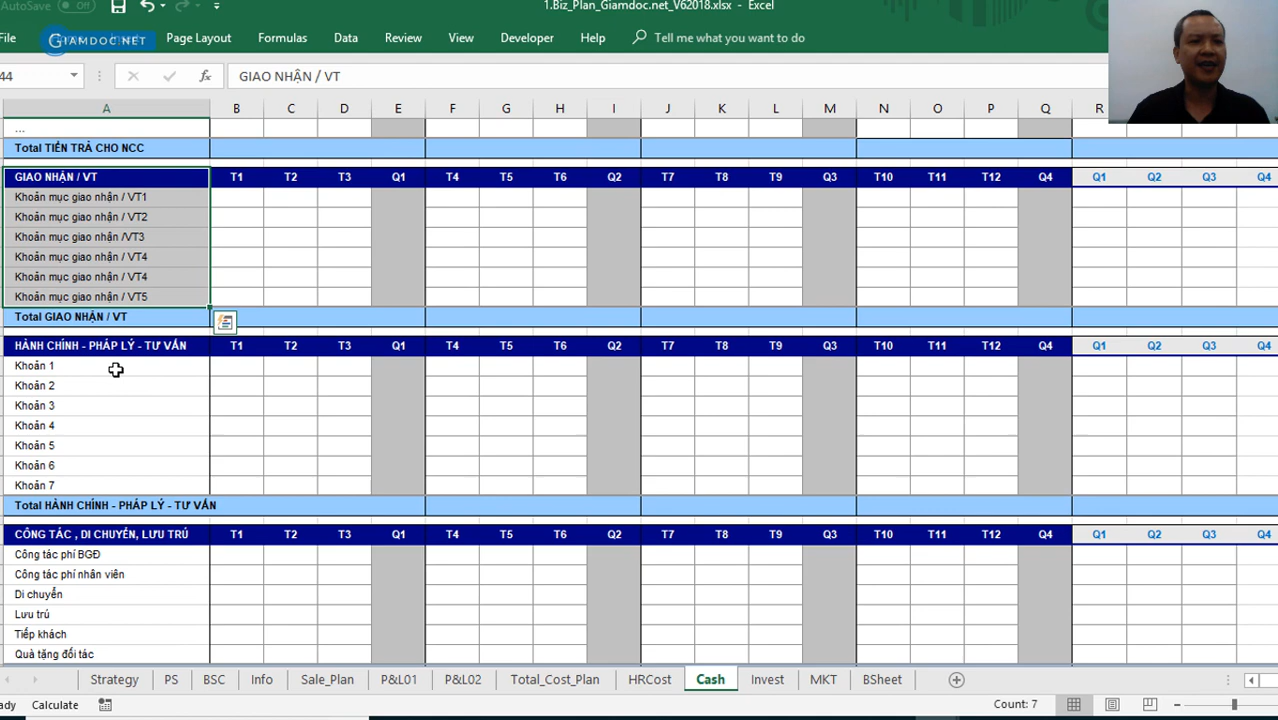 AutoSave Off
1.Biz_Plan_Giamdoc.net_V62018.xlsx - Excel
File GIAMDOC.NET Page Layout Formulas Data Review View Developer Help Tell me what you want to do
44 fx GIAO NHẬN / VT
A B C D E F G H I J K L M N O P Q R
...
Total TIỀN TRẢ CHO NCC
GIAO NHẬN / VT T1 T2 T3 Q1 T4 T5 T6 Q2 T7 T8 T9 Q3 T10 T11 T12 Q4 Q1 Q2 Q3 Q4
Khoản mục giao nhận / VT1
Khoản mục giao nhận / VT2
Khoản mục giao nhận /VT3
Khoản mục giao nhận / VT4
Khoản mục giao nhận / VT4
Khoản mục giao nhận / VT5
Total GIAO NHẬN / VT
HÀNH CHÍNH - PHÁP LÝ - TƯ VẤN T1 T2 T3 Q1 T4 T5 T6 Q2 T7 T8 T9 Q3 T10 T11 T12 Q4 Q1 Q2 Q3 Q4
Khoản 1
Khoản 2
Khoản 3
Khoản 4
Khoản 5
Khoản 6
Khoản 7
Total HÀNH CHÍNH - PHÁP LÝ - TƯ VẤN
CÔNG TÁC , DI CHUYỂN, LƯU TRÚ T1 T2 T3 Q1 T4 T5 T6 Q2 T7 T8 T9 Q3 T10 T11 T12 Q4 Q1 Q2 Q3 Q4
Công tác phí BGĐ
Công tác phí nhân viên
Di chuyển
Lưu trú
Tiếp khách
Quà tặng đối tác
Strategy PS BSC Info Sale_Plan P&L01 P&L02 Total_Cost_Plan HRCost Cash Invest MKT BSheet
ady Calculate Count: 7